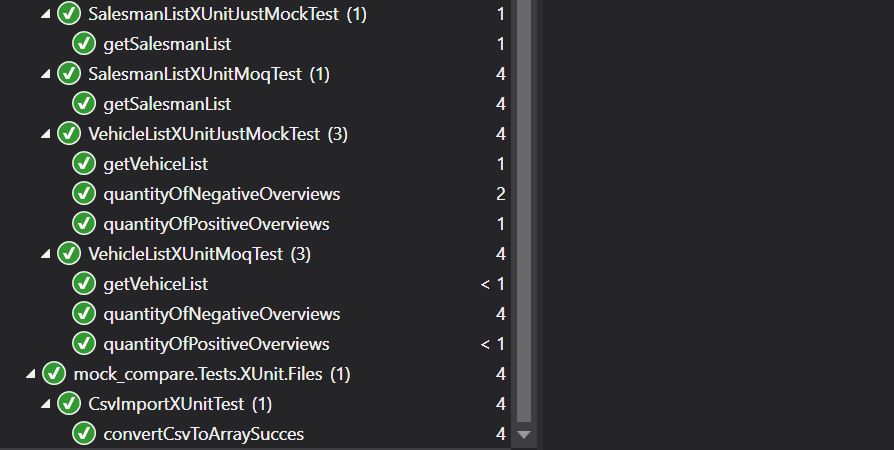 SalesmanListXUnitJustMockTest (1) 1
getSalesmanList 1
SalesmanListXUnitMoqTest (1) 4
getSalesmanList 4
VehicleListXUnitJustMockTest (3) 4
getVehiceList 1
quantityOfNegativeOverviews 2
quantityOfPositiveOverviews 1
VehicleListXUnitMoqTest (3) 4
getVehiceList < 1
quantityOfNegativeOverviews 4
quantityOfPositiveOverviews < 1
mock_compare.Tests.XUnit.Files (1) 4
CsvImportXUnitTest (1) 4
convertCsvToArraySucces 4